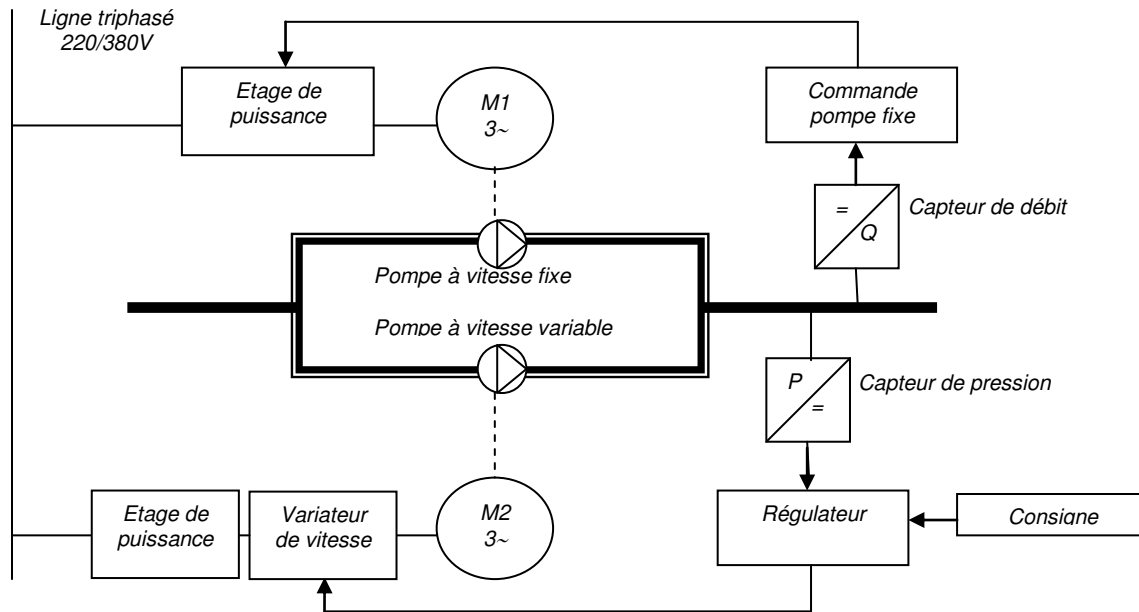 Ligne triphasé
220/380V
Etage de
puissance
M1
3~
Commande
pompe fixe
=
Q
Capteur de débit
Pompe à vitesse fixe
Pompe à vitesse variable
P
=
Capteur de pression
Etage de
puissance
Variateur
de vitesse
M2
3~
Régulateur
Consigne